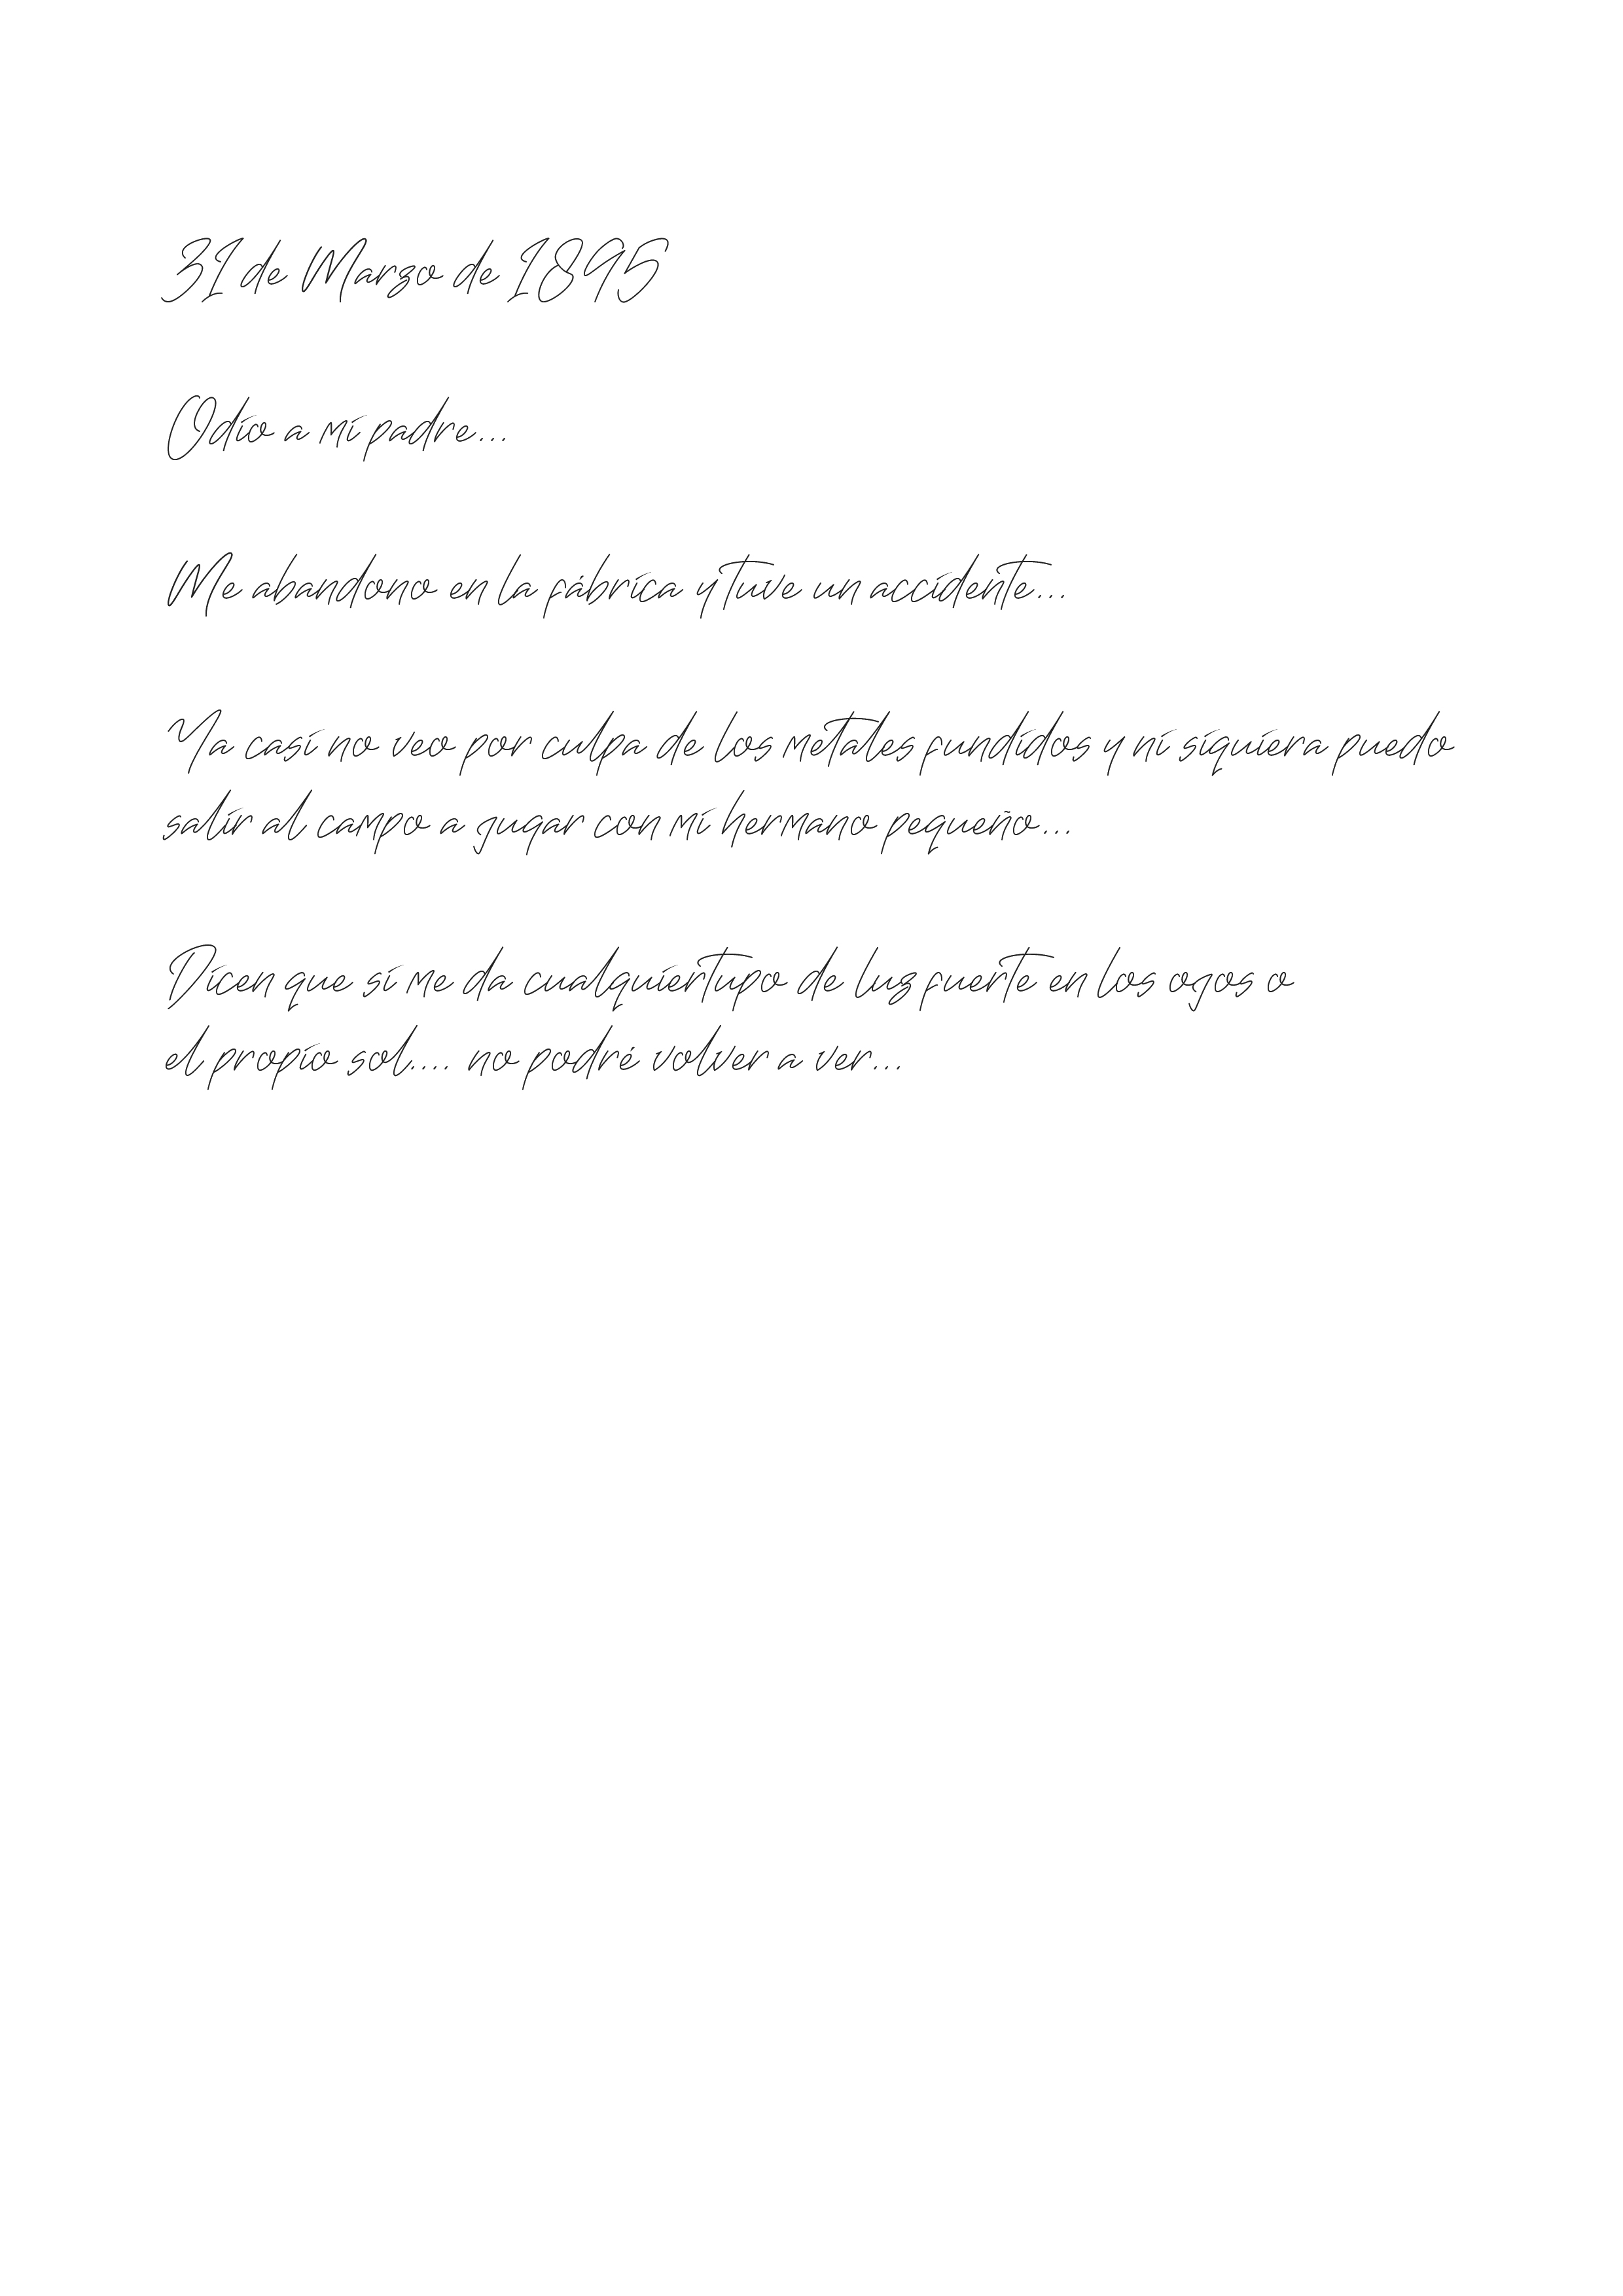 31 de Marzo de 1895
Odio a mi padre...
Me abandono en la fábrica y tuve un accidente...
Ya casi no veo por culpa de los metales fundidos y ni siquiera puedo
salir al campo a jugar con mi hermano pequeño...
Dicen que si me da cualquier tupo de luz fuerte en los ojos o
el propio sol.... no podré volver a ver...